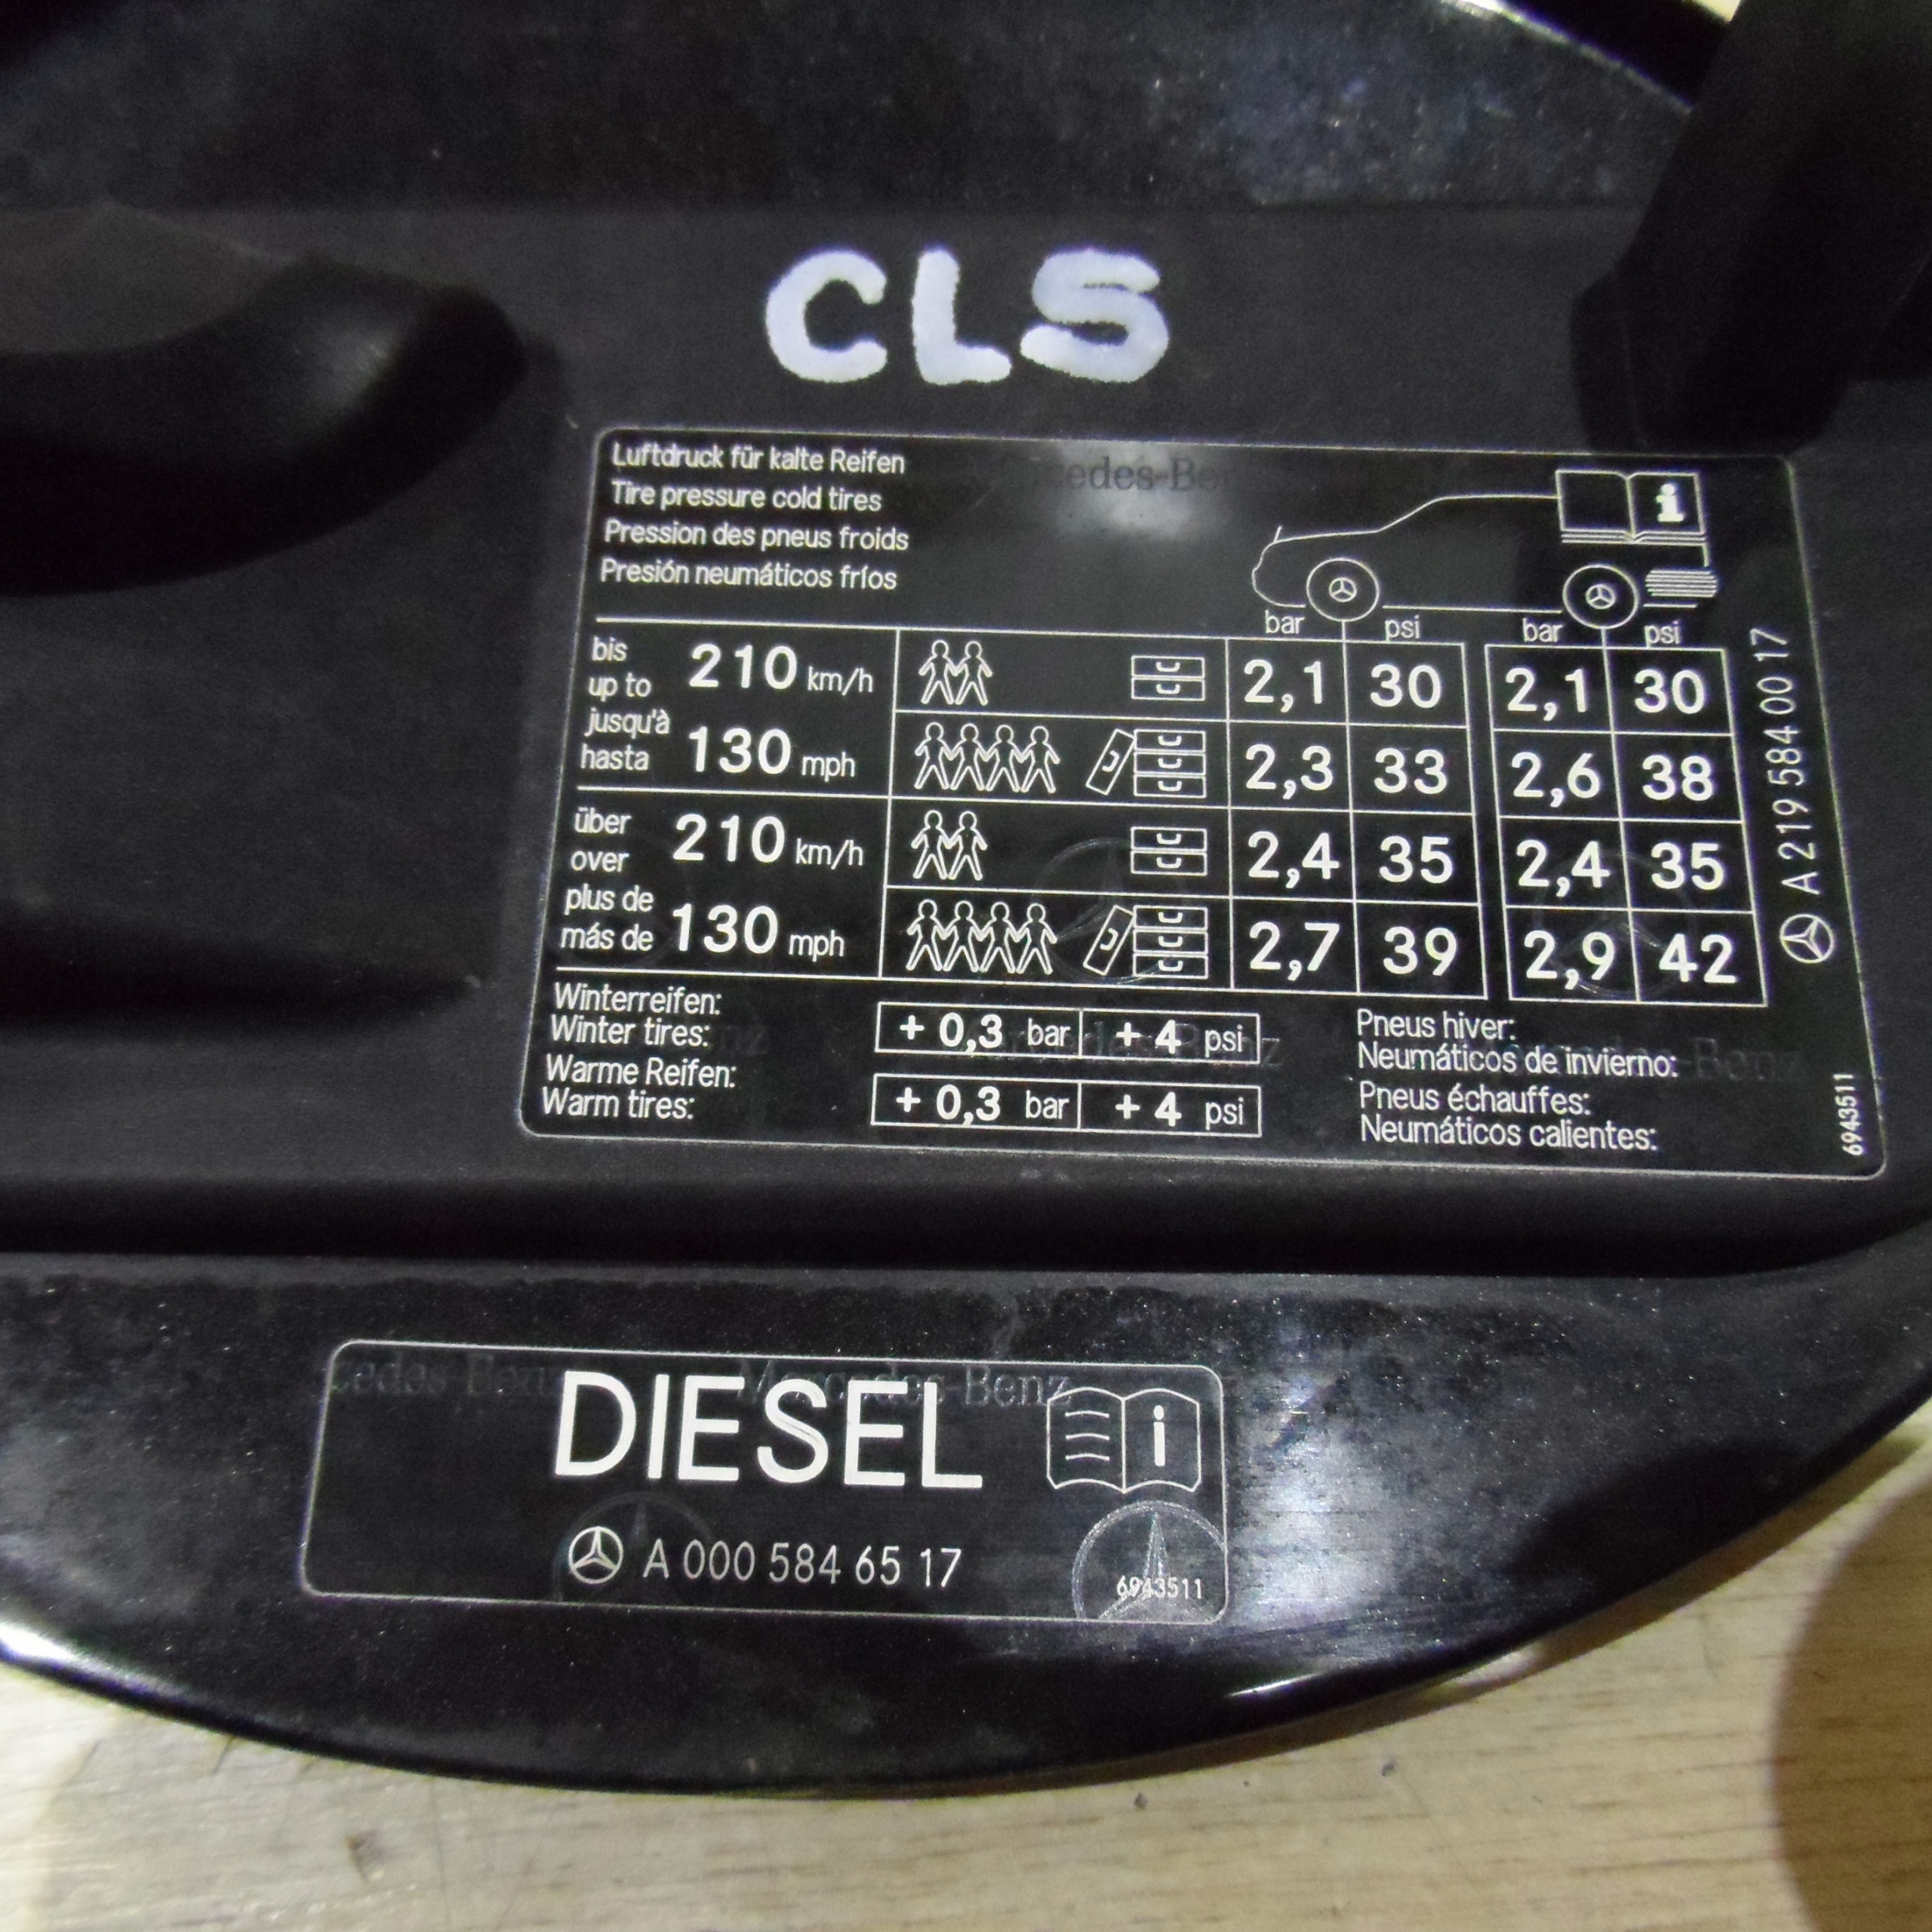 CLS
Luftdruck für kalte Reifen
Tire pressure cold tires
Pression des pneus froids
Presión neumáticos fríos
i
bar psi bar psi
bis
up to 210 km/h
jusqu'à
hasta 130 mph
2,1 30 2,1 30
2,3 33 2,6 38
über
over 210 km/h
plus de
más de 130 mph
2,4 35 2,4 35
2,7 39 2,9 42
Winterreifen:
Winter tires: + 0,3 bar + 4 psi
Pneus hiver:
Neumáticos de invierno:
Warme Reifen:
Warm tires: + 0,3 bar + 4 psi
Pneus échauffes:
Neumáticos calientes:
A 219 584 00 17
6943511
DIESEL i
Mercedes-Benz
A 000 584 65 17
6943511